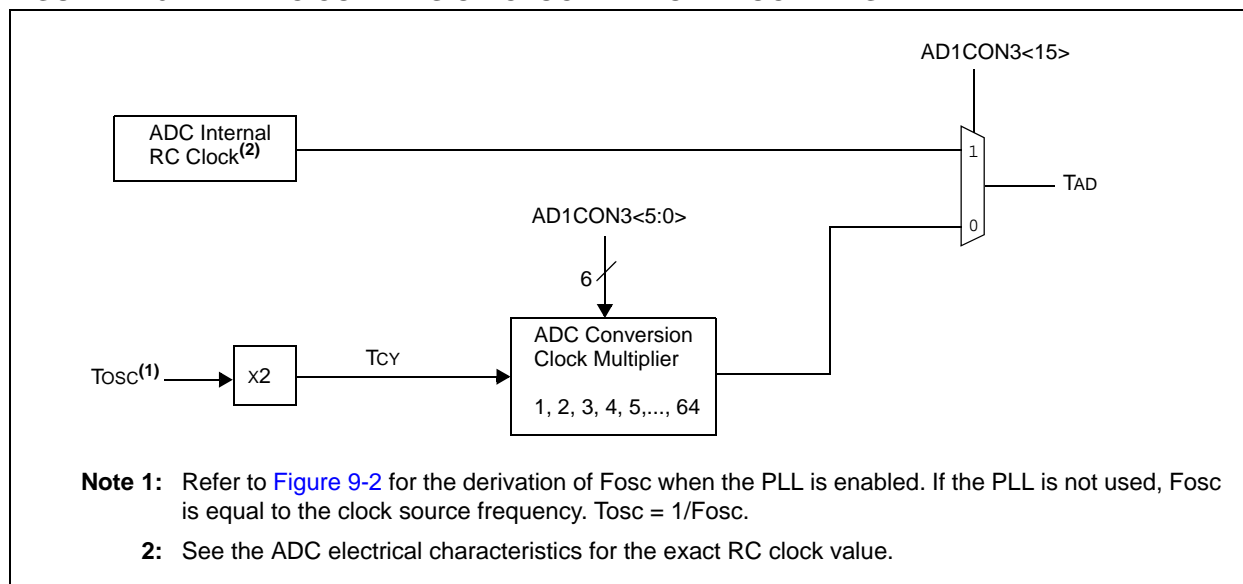 AD1CON3<15>
ADC Internal
RC Clock(2)
1
TAD
AD1CON3<5:0>
0
6
ADC Conversion
Clock Multiplier
TOSC(1)
X2
TCY
1, 2, 3, 4, 5,..., 64
Note 1: Refer to Figure 9-2 for the derivation of Fosc when the PLL is enabled. If the PLL is not used, Fosc
is equal to the clock source frequency. Tosc = 1/Fosc.
2: See the ADC electrical characteristics for the exact RC clock value.